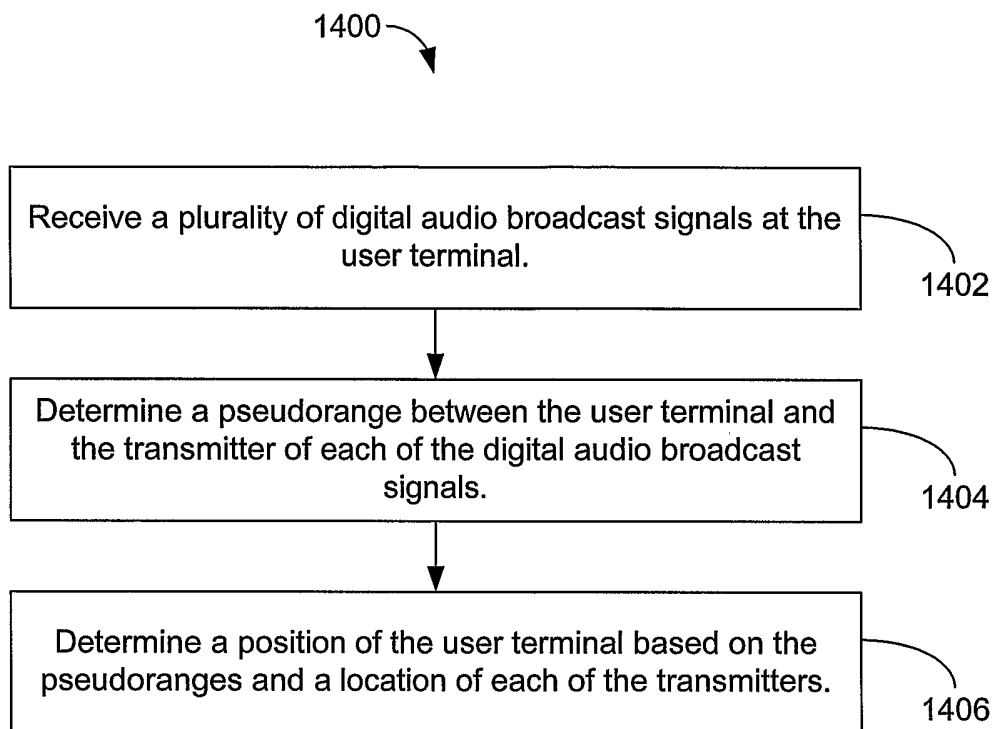 1400
Receive a plurality of digital audio broadcast signals at the
user terminal.
1402
Determine a pseudorange between the user terminal and
the transmitter of each of the digital audio broadcast
signals.
1404
Determine a position of the user terminal based on the
pseudoranges and a location of each of the transmitters.
1406